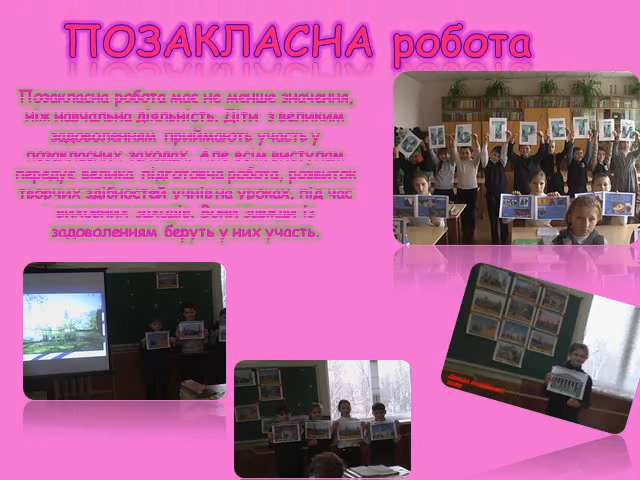 ПОЗАКЛАСНА робота
Позакласна робота має не менше значення,
ніж навчальна діяльність. Діти з великим
задоволенням приймають участь у
позакласних заходах. Але всім виступам
передує велика підготовча робота, розвиток
творчих здібностей учнів на уроках, під час
виховних заходів. Вони завжди із
задоволенням беруть у них участь.